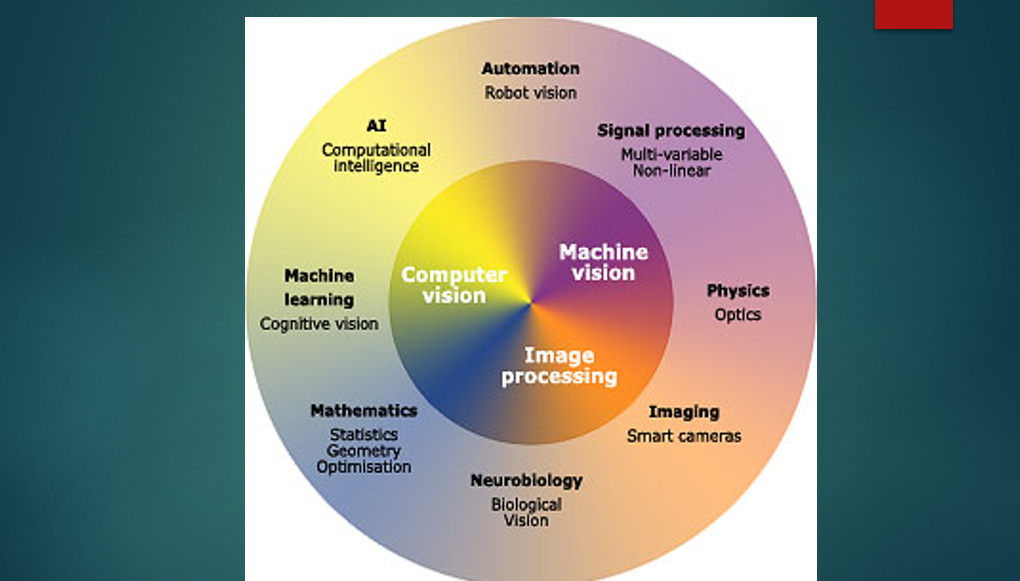 Automation
Robot vision
AI
Computational
intelligence
Signal processing
Multi-variable
Non-linear
Machine
vision
Computer
vision
Machine
learning
Cognitive vision
Physics
Optics
Image
processing
Mathematics
Statistics
Geometry
Optimisation
Imaging
Smart cameras
Neurobiology
Biological
Vision